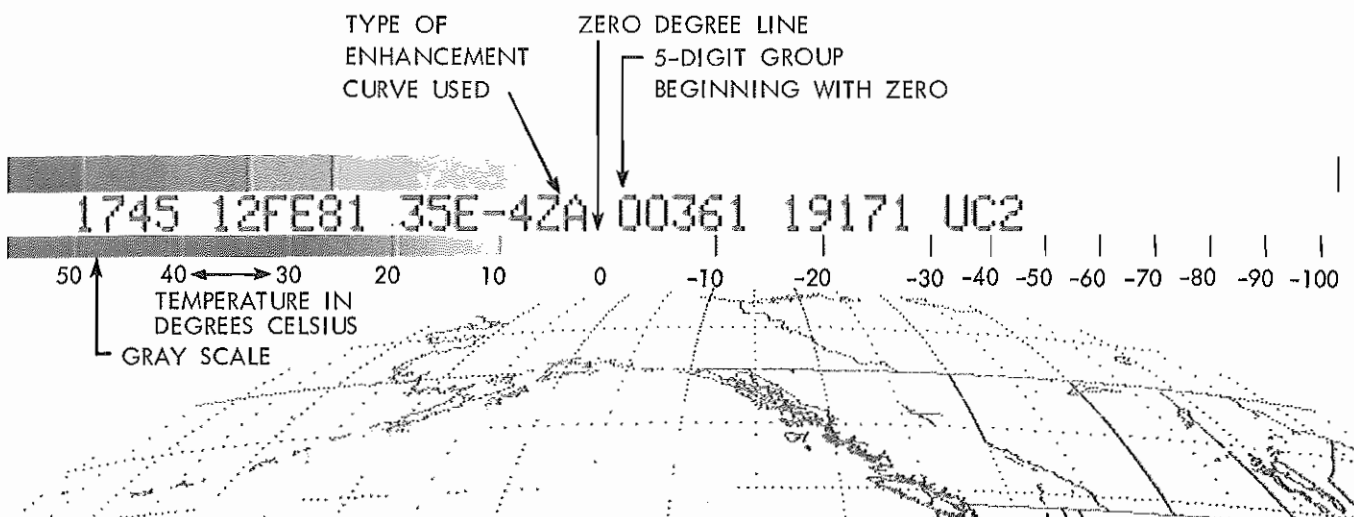 TYPE OF
ENHANCEMENT
CURVE USED
ZERO DEGREE LINE
5-DIGIT GROUP
BEGINNING WITH ZERO
1745 12FE81 35E-4ZA 00361 19171 UC2
50 40 30 20 10 0 -10 -20 -30 -40 -50 -60 -70 -80 -90 -100
TEMPERATURE IN
DEGREES CELSIUS
GRAY SCALE